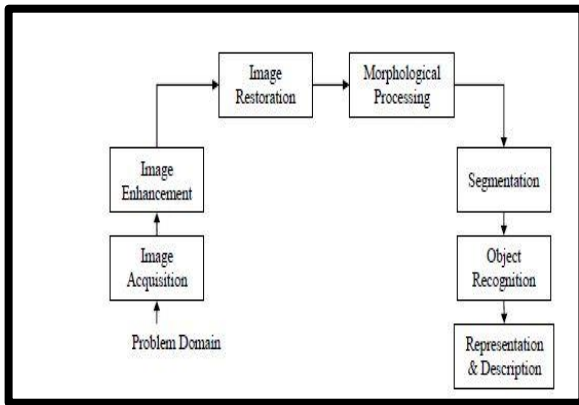 Problem Domain
Image
Acquisition
Image
Enhancement
Image
Restoration
Morphological
Processing
Segmentation
Object
Recognition
Representation
& Description